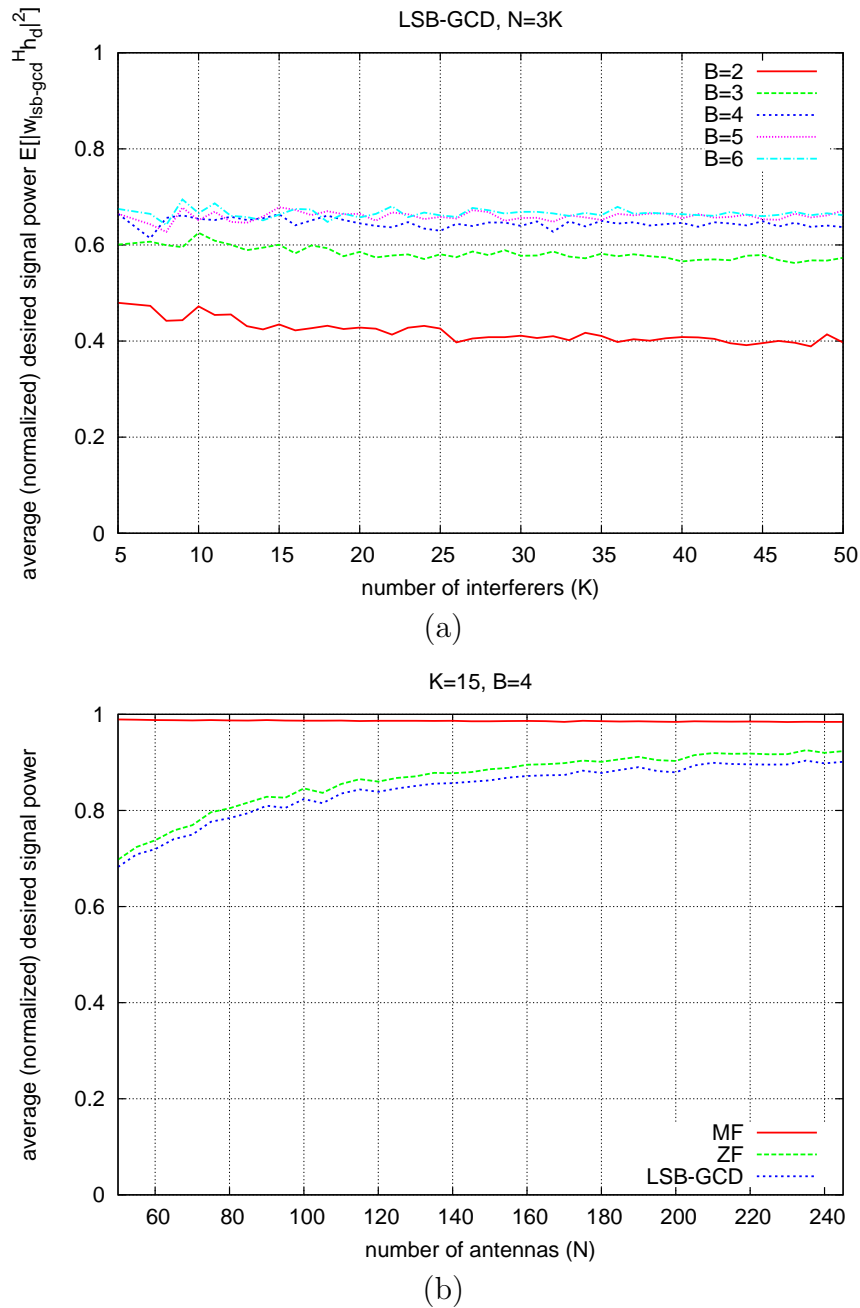 LSB-GCD, N=3K
average (normalized) desired signal power E[|w_lsb-gcd^H h_d|^2]
1
0.8
0.6
0.4
0.2
0
B=2
B=3
B=4
B=5
B=6
5 10 15 20 25 30 35 40 45 50
number of interferers (K)
(a)
K=15, B=4
average (normalized) desired signal power
1
0.8
0.6
0.4
0.2
0
MF
ZF
LSB-GCD
60 80 100 120 140 160 180 200 220 240
number of antennas (N)
(b)